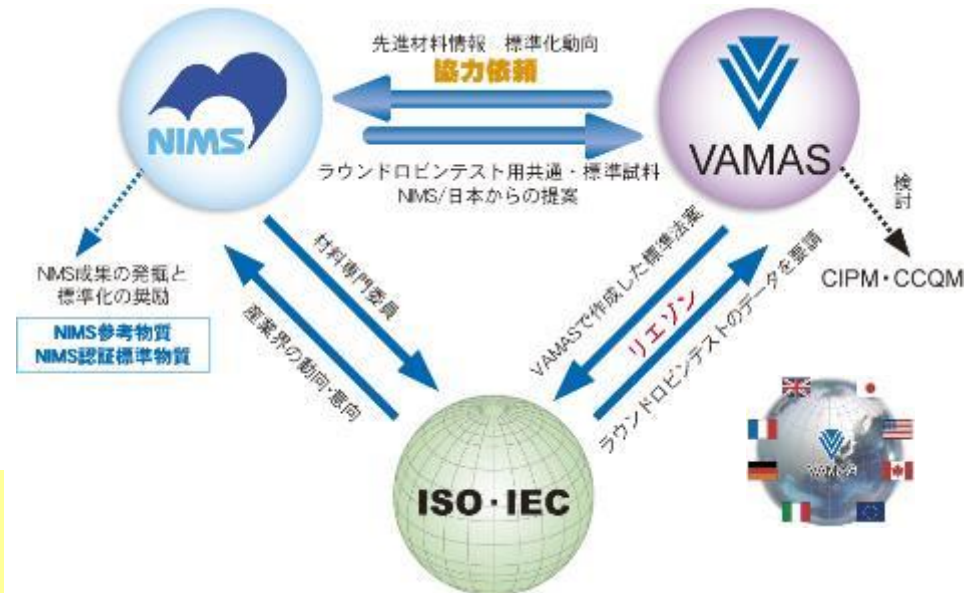 先進材料情報 標準化動向
協力依頼
NIMS
VAMAS
ラウンドロビンテスト用共通・標準試料
NIMS/日本からの提案
検討
CIPM・CCQM
NIMS成果の発掘と
標準化の奨励
NIMS参考物質
NIMS認証標準物質
材料専門委員
産業界の動向・意向
VAMASで作成した標準法案
リエゾン
ラウンドロビンテストのデータを要請
ISO・IEC
VAMAS